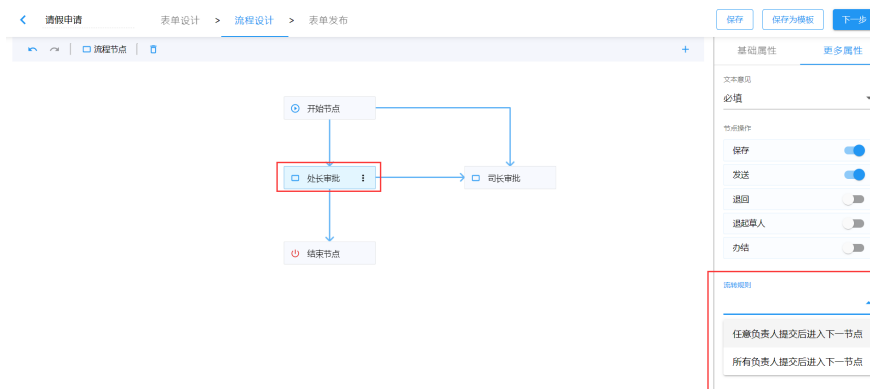 请假申请
表单设计 > 流程设计 > 表单发布
保存 保存为模板 下一步
流程节点 +
基础属性 更多属性
文本意见
必填
节点操作
保存
发送
退回
退起草人
办结
流转规则
任意负责人提交后进入下一节点
所有负责人提交后进入下一节点
开始节点
处长审批
司长审批
结束节点